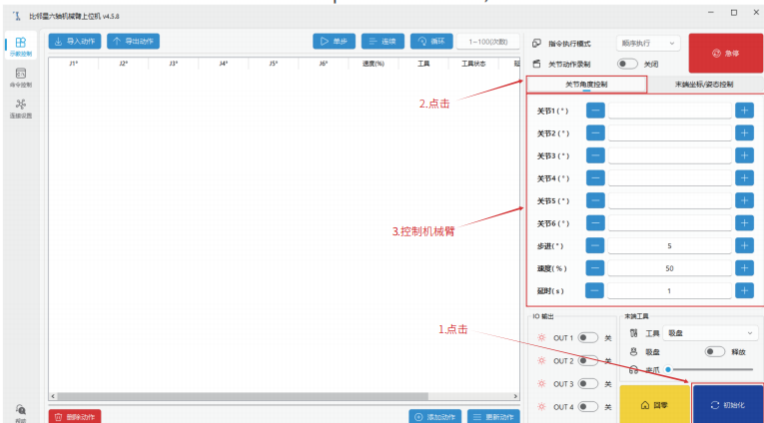 比邻星六轴机械臂上位机 v4.5.8
示教控制
命令控制
连接设置
导入动作
导出动作
单步
连续
循环
1~100(次数)
J1°
J2°
J3°
J4°
J5°
J6°
速度(%)
工具
工具状态
指令执行模式
顺序执行
关节动作录制
关闭
急停
关节角度控制
末端坐标/姿态控制
关节1 ( ° )
关节2 ( ° )
关节3 ( ° )
关节4 ( ° )
关节5 ( ° )
关节6 ( ° )
步进( ° )
5
速度( % )
50
延时( s )
1
2.点击
3.控制机械臂
1.点击
IO 输出
OUT 1
关
OUT 2
关
OUT 3
关
OUT 4
关
末端工具
工具
吸盘
吸盘
释放
夹爪
回零
初始化
删除动作
添加动作
更新动作